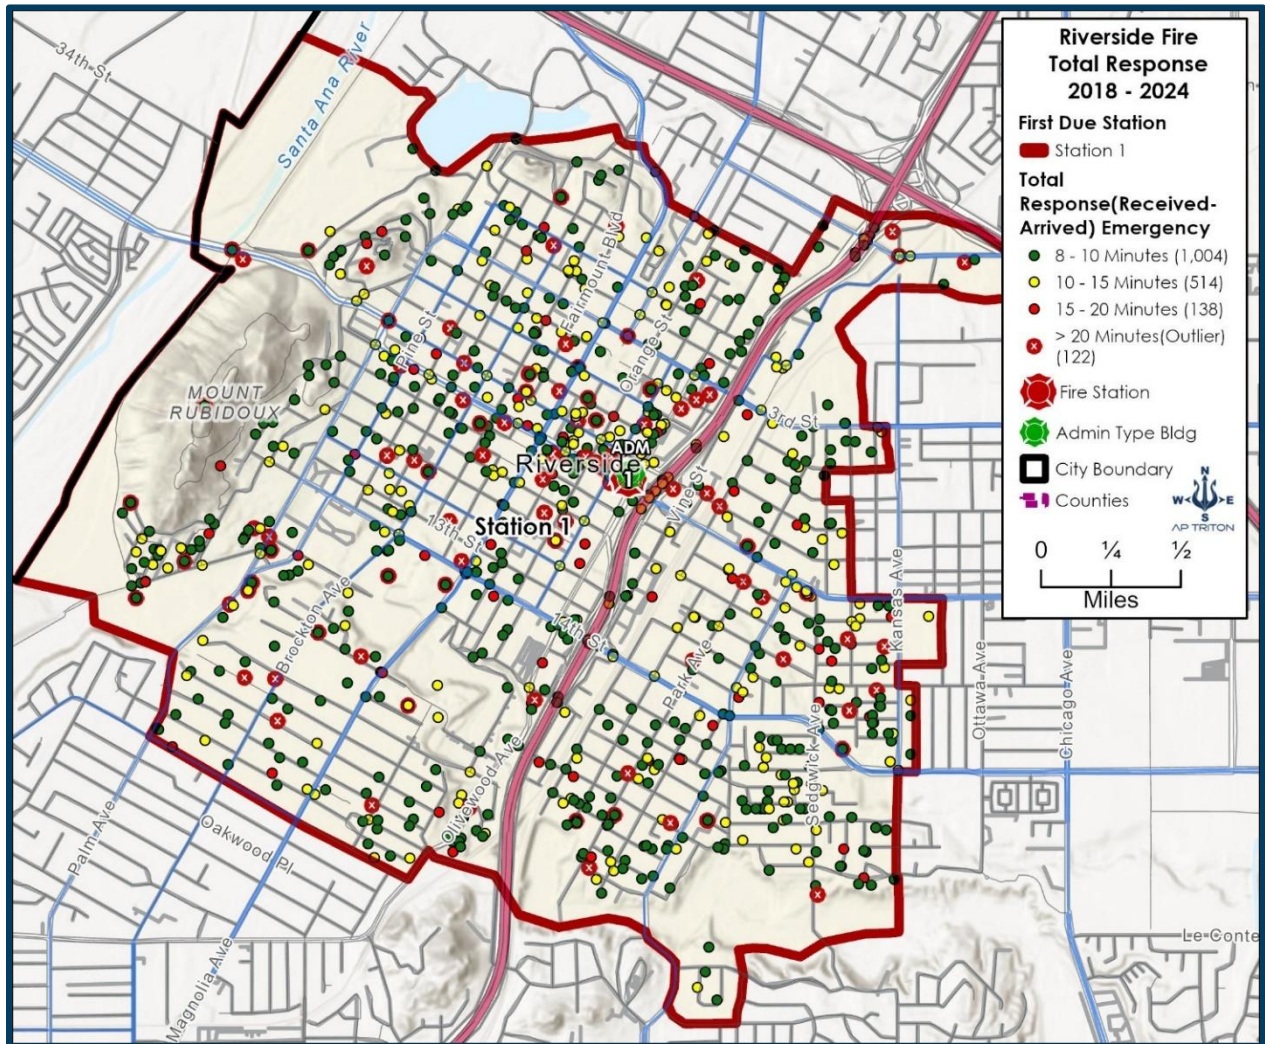 Riverside Fire
Total Response
2018 - 2024
First Due Station
Station 1
Total
Response(Received-
Arrived) Emergency
8 - 10 Minutes (1,004)
10 - 15 Minutes (514)
15 - 20 Minutes (138)
> 20 Minutes(Outlier)
(122)
Fire Station
Admin Type Bldg
City Boundary
Counties
N
W E
S
AP TRITON
0 ¼ ½
Miles
34th St
Santa Ana River
Fairmount Blvd
Pine St
Orange St
MOUNT
RUBIDOUX
3rd St
ADM
Riverside
1
Vine St
13th St
Station 1
Kansas Ave
Brockton Ave
14th St
Park Ave
Ottawa Ave
Chicago Ave
Sedgwick Ave
Olivewood Ave
Palm Ave
Oakwood Pl
Magnolia Ave
Le Conte